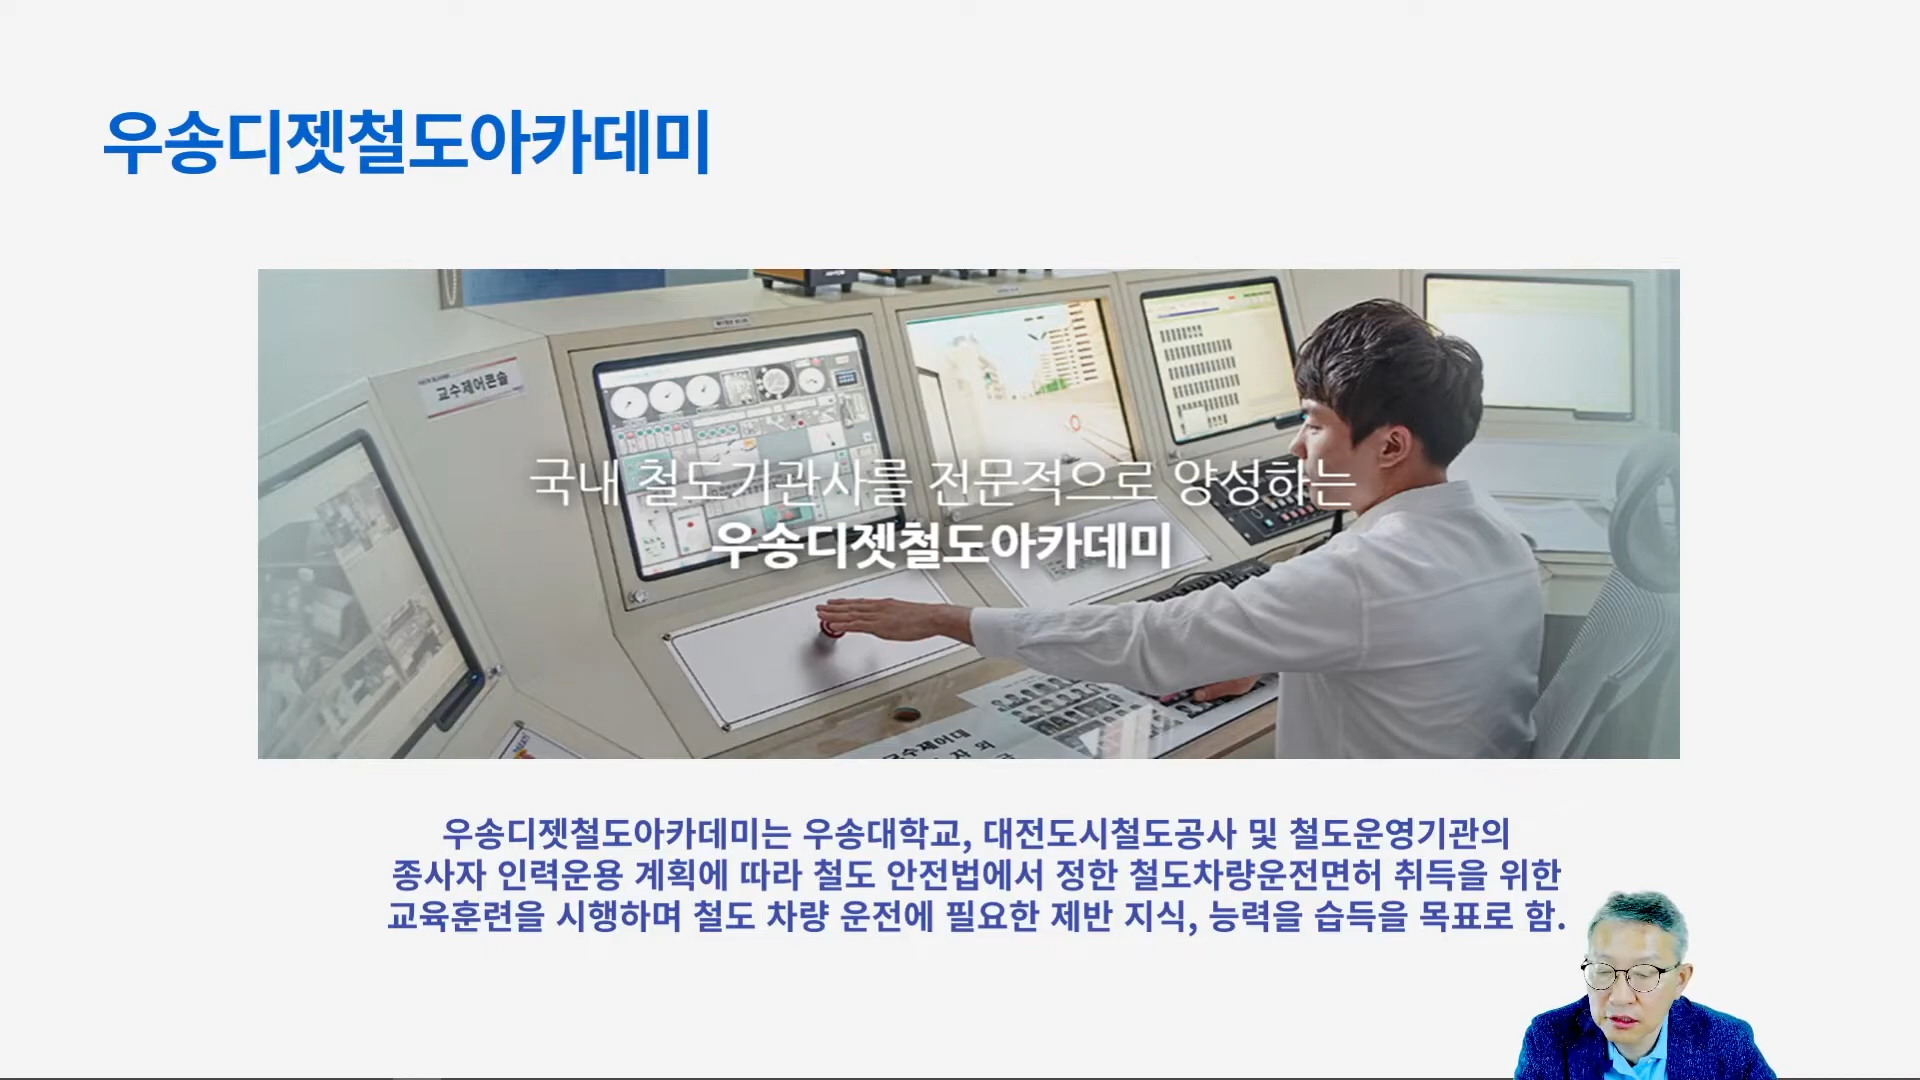 우송디젯철도아카데미
교수제어콘솔
국내 철도기관사를 전문적으로 양성하는
우송디젯철도아카데미
교수제어대
자 외
우송디젯철도아카데미는 우송대학교, 대전도시철도공사 및 철도운영기관의
종사자 인력운용 계획에 따라 철도 안전법에서 정한 철도차량운전면허 취득을 위한
교육훈련을 시행하며 철도 차량 운전에 필요한 제반 지식, 능력을 습득을 목표로 함.